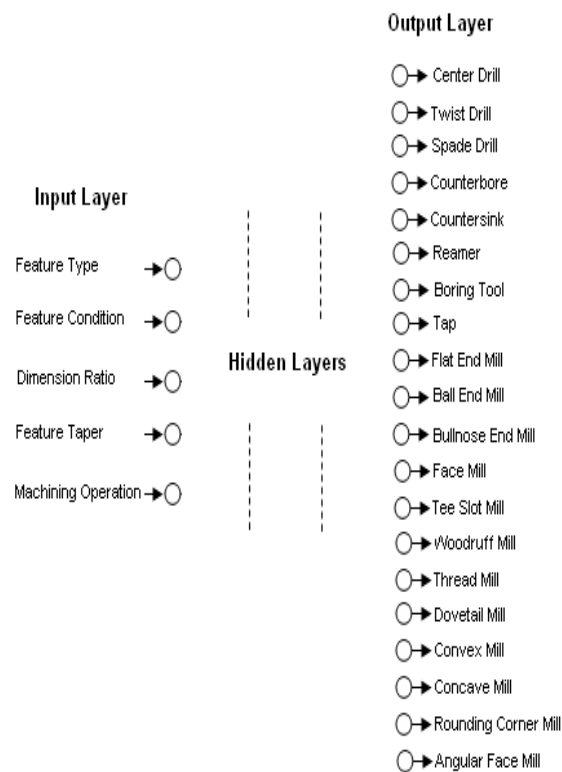 Output Layer
Center Drill
Twist Drill
Spade Drill
Counterbore
Countersink
Reamer
Boring Tool
Tap
Flat End Mill
Ball End Mill
Bullnose End Mill
Face Mill
Tee Slot Mill
Woodruff Mill
Thread Mill
Dovetail Mill
Convex Mill
Concave Mill
Rounding Corner Mill
Angular Face Mill
Input Layer
Feature Type
Feature Condition
Dimension Ratio
Feature Taper
Machining Operation
Hidden Layers